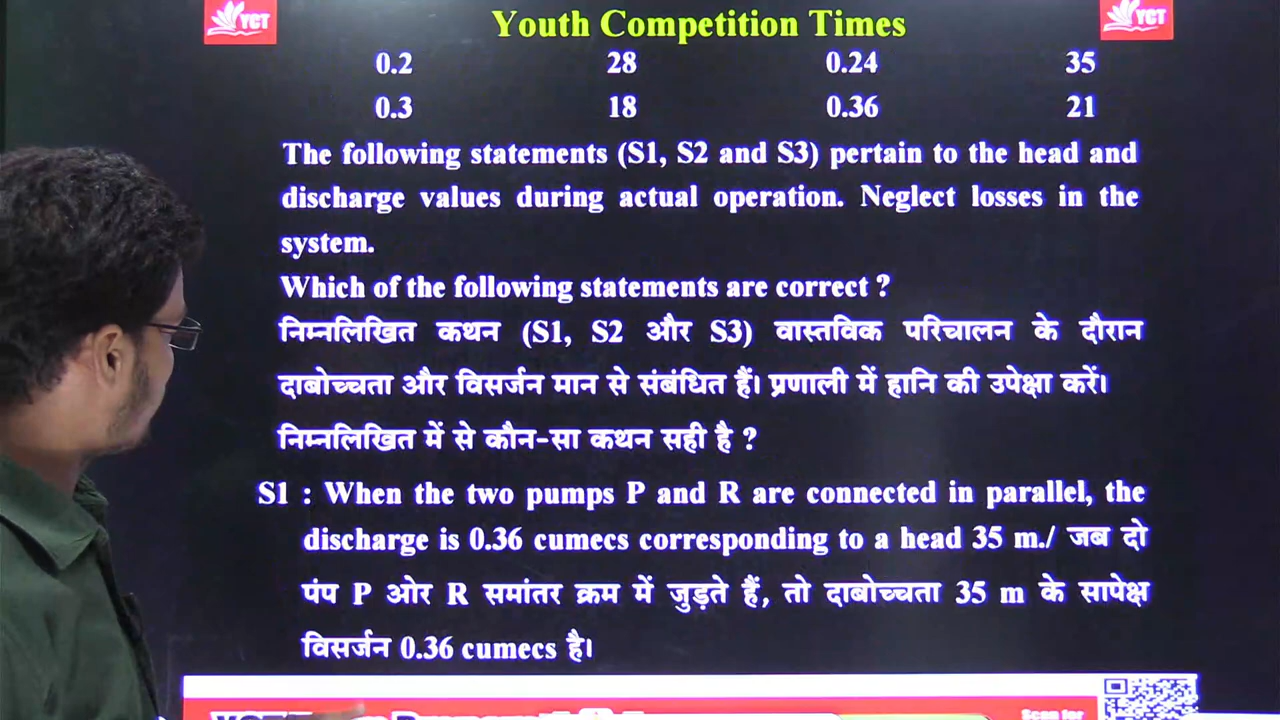 YCT
Youth Competition Times
YCT
0.2 28 0.24 35
0.3 18 0.36 21
The following statements (S1, S2 and S3) pertain to the head and
discharge values during actual operation. Neglect losses in the
system.
Which of the following statements are correct ?
निम्नलिखित कथन (S1, S2 और S3) वास्तविक परिचालन के दौरान
दाबोच्चता और विसर्जन मान से संबंधित हैं। प्रणाली में हानि की उपेक्षा करें।
निम्नलिखित में से कौन-सा कथन सही है ?
S1 : When the two pumps P and R are connected in parallel, the
discharge is 0.36 cumecs corresponding to a head 35 m./ जब दो
पंप P ओर R समांतर क्रम में जुड़ते हैं, तो दाबोच्चता 35 m के सापेक्ष
विसर्जन 0.36 cumecs है।
Scan for